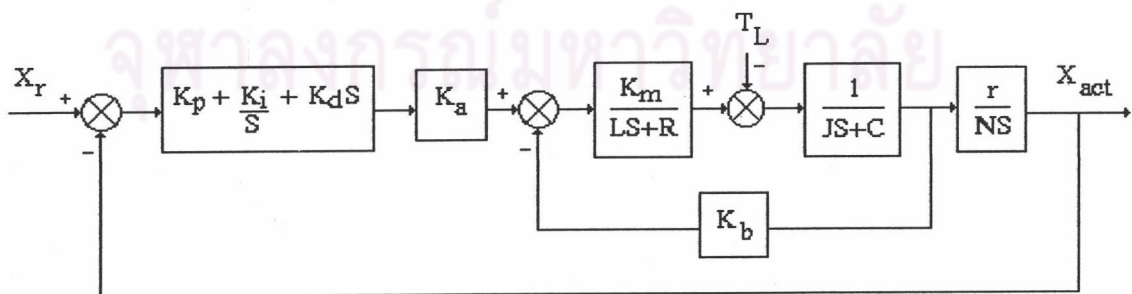 จุฬาลงกรณ์มหาวิทยาลัย
X_r
+
-
K_p + K_i/S + K_d S
K_a
+
-
K_m
LS+R
+
T_L
-
1
JS+C
r
NS
X_act
K_b